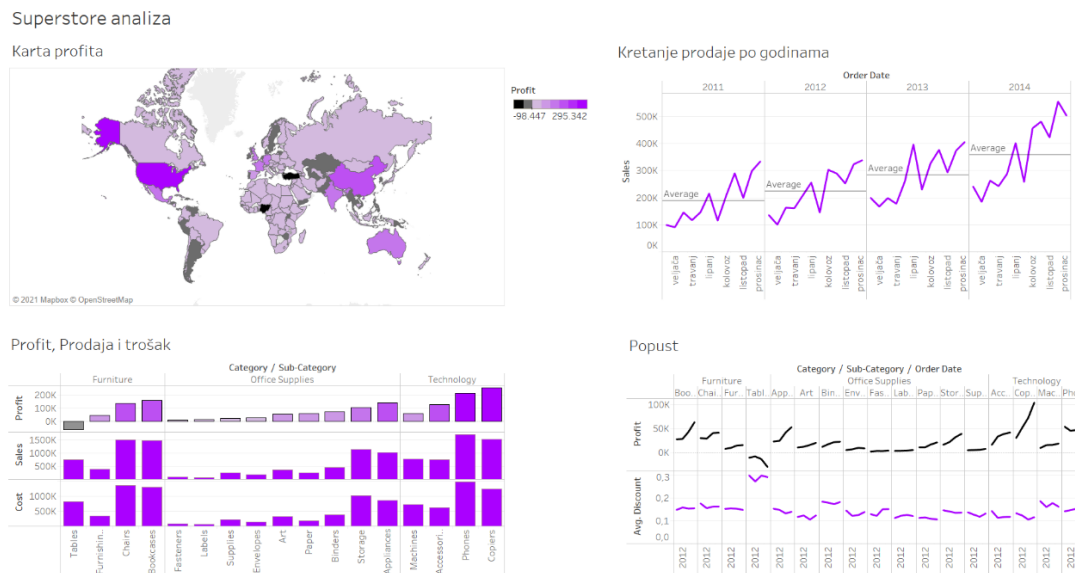 Superstore analiza
Karta profita
Profit
-98.447 295.342
© 2021 Mapbox © OpenStreetMap
Kretanje prodaje po godinama
Order Date
2011 2012 2013 2014
Sales
500K
400K
300K
200K
100K
0K
Average
Average
Average
Average
veljača travanj lipanj kolovoz listopad prosinac veljača travanj lipanj kolovoz listopad prosinac veljača travanj lipanj kolovoz listopad prosinac veljača travanj lipanj kolovoz listopad prosinac
Profit, Prodaja i trošak
Category / Sub-Category
Furniture Office Supplies Technology
Profit
200K
100K
0K
Sales
1500K
1000K
500K
Cost
1000K
500K
Tables Furnishin.. Chairs Bookcases Fasteners Labels Supplies Envelopes Art Paper Binders Storage Appliances Machines Accessori.. Phones Copiers
Popust
Category / Sub-Category / Order Date
Furniture Office Supplies Technology
Boo.. Chai.. Fur.. Tabl.. App.. Art Bin.. Env.. Fas.. Lab.. Pap.. Stor.. Sup.. Acc.. Cop.. Mac.. Pho
Profit
100K
50K
0K
Avg. Discount
0,3
0,1
0,0
2012 2012 2012 2012 2012 2012 2012 2012 2012 2012 2012 2012 2012 2012 2012 2012 2012